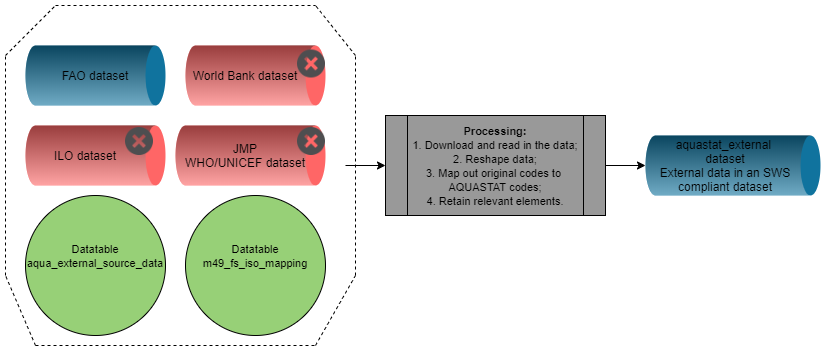 FAO dataset
World Bank dataset
ILO dataset
JMP
WHO/UNICEF dataset
Datatable
aqua_external_source_data
Datatable
m49_fs_iso_mapping
Processing:
1. Download and read in the data;
2. Reshape data;
3. Map out original codes to
AQUASTAT codes;
4. Retain relevant elements.
aquastat_external
dataset
External data in an SWS
compliant dataset